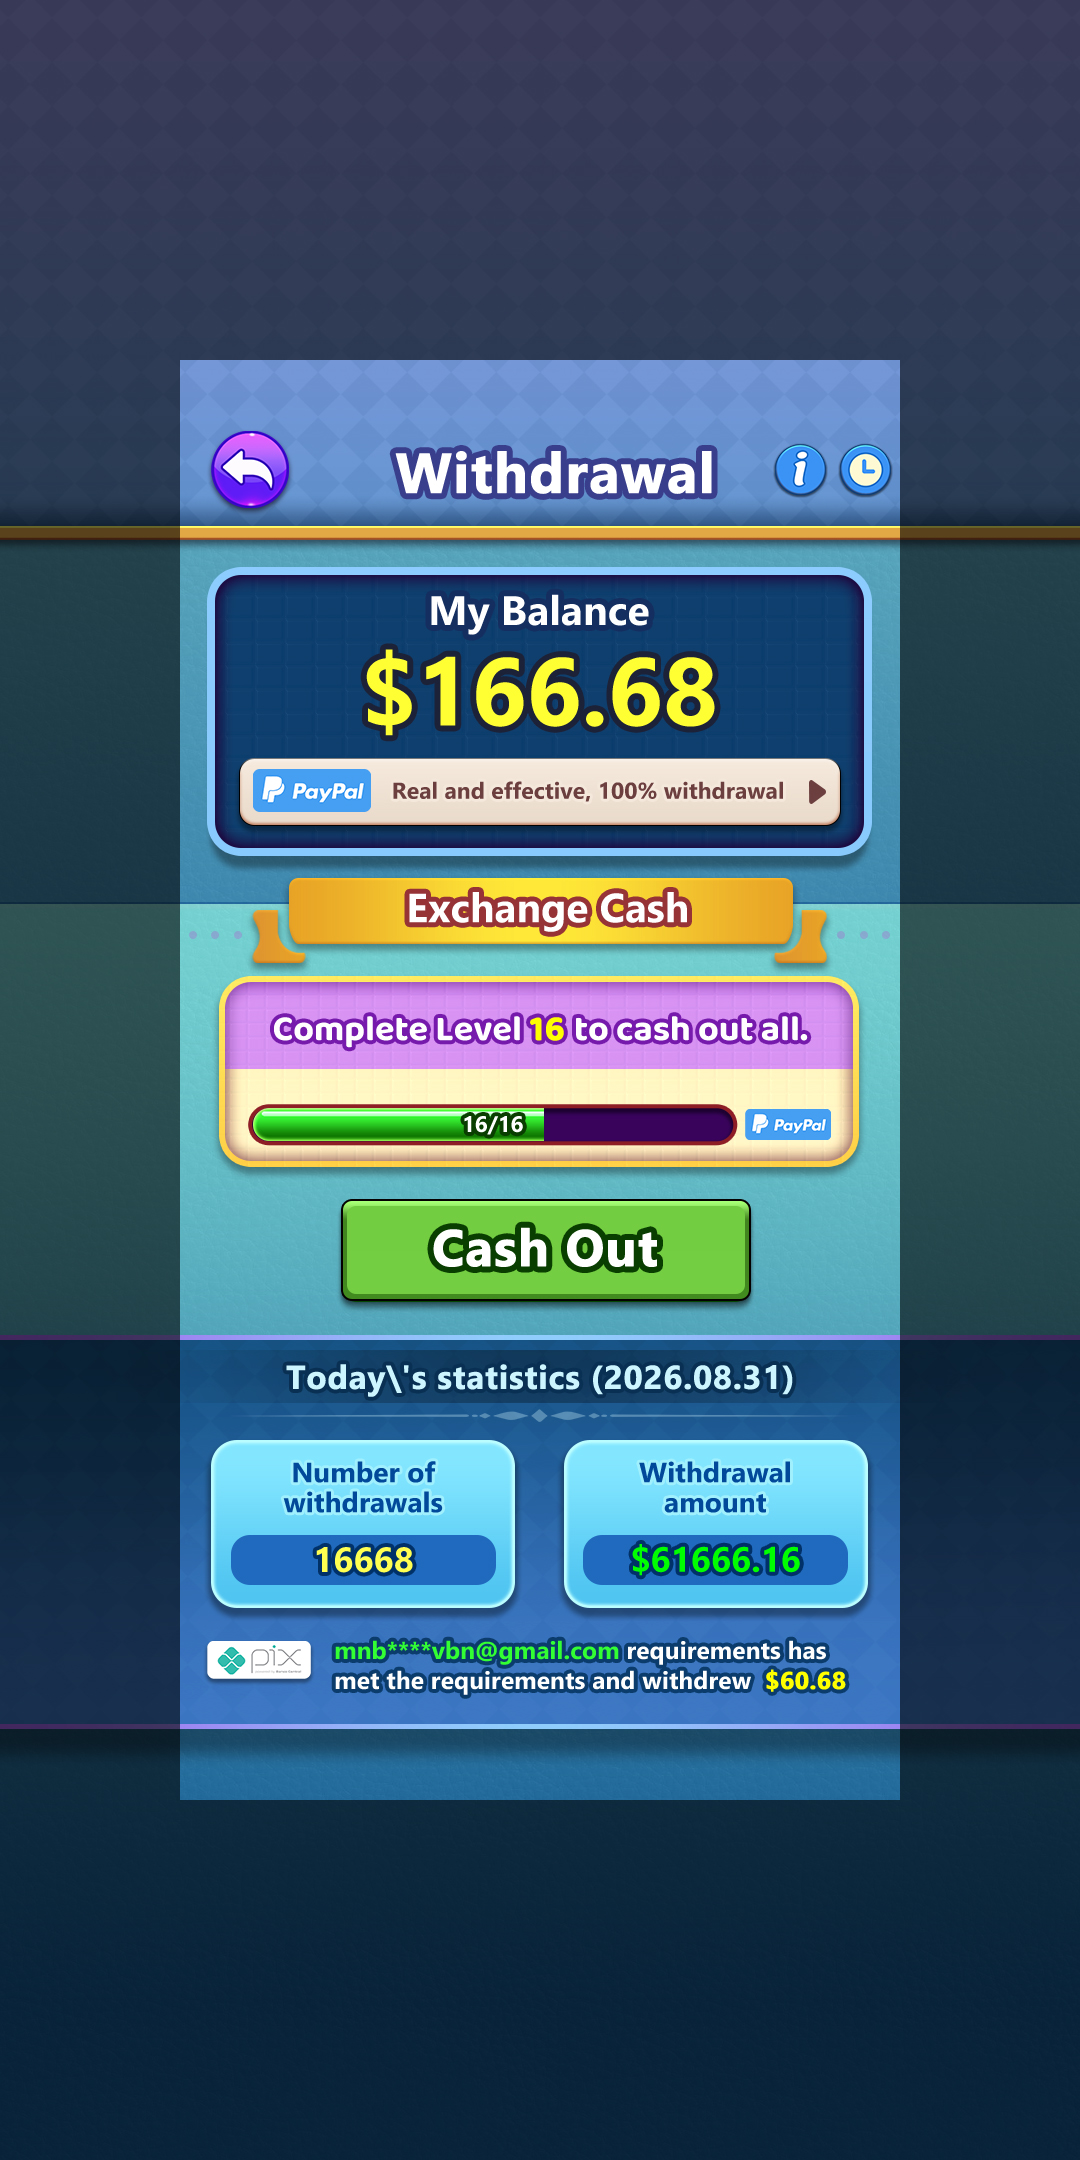 Withdrawal
My Balance
$166.68
PayPal Real and effective, 100% withdrawal
Exchange Cash
Complete Level 16 to cash out all.
16/16
PayPal
Cash Out
Today\'s statistics (2026.08.31)
Number of
withdrawals
16668
Withdrawal
amount
$61666.16
pix
mnb****vbn@gmail.com requirements has
met the requirements and withdrew $60.68